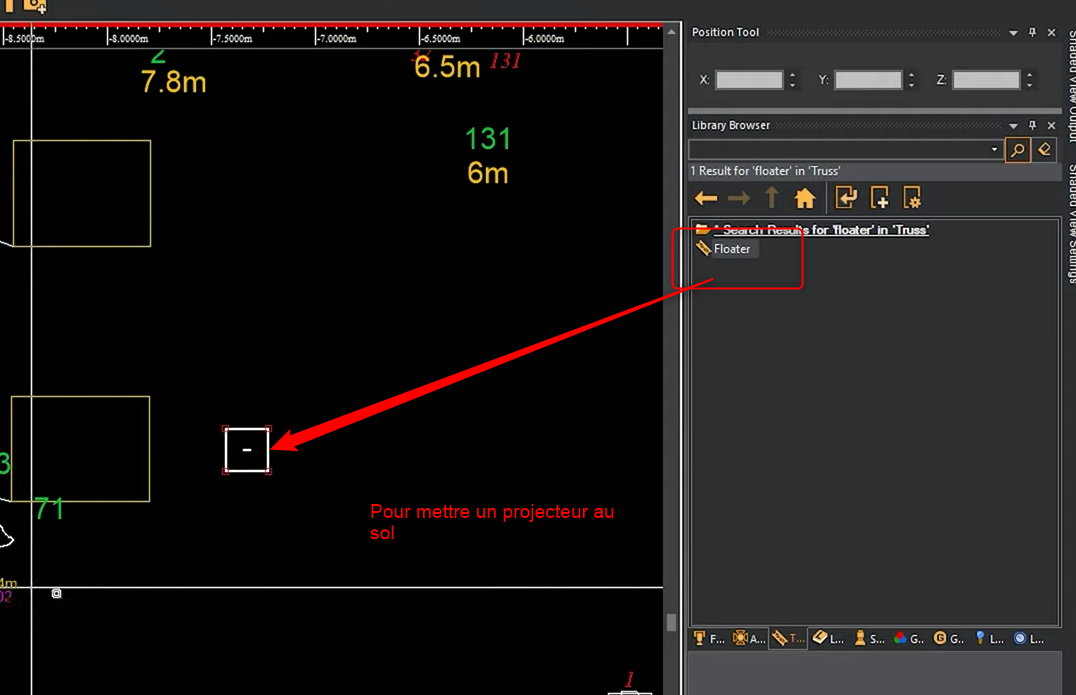 -8.5000m -8.0000m -7.5000m -7.0000m -6.5000m -6.0000m
Position Tool
X: Y: Z:
2
7.8m
6.5m 131
131
6m
Library Browser
1 Result for 'floater' in 'Truss'
1 Search Results for 'floater' in 'Truss'
Floater
3
71
Pour mettre un projecteur au
sol
4m
02
1
F... A... T... L... S... G.. G.. L... L...
Shaded View Output
Shaded View Settings